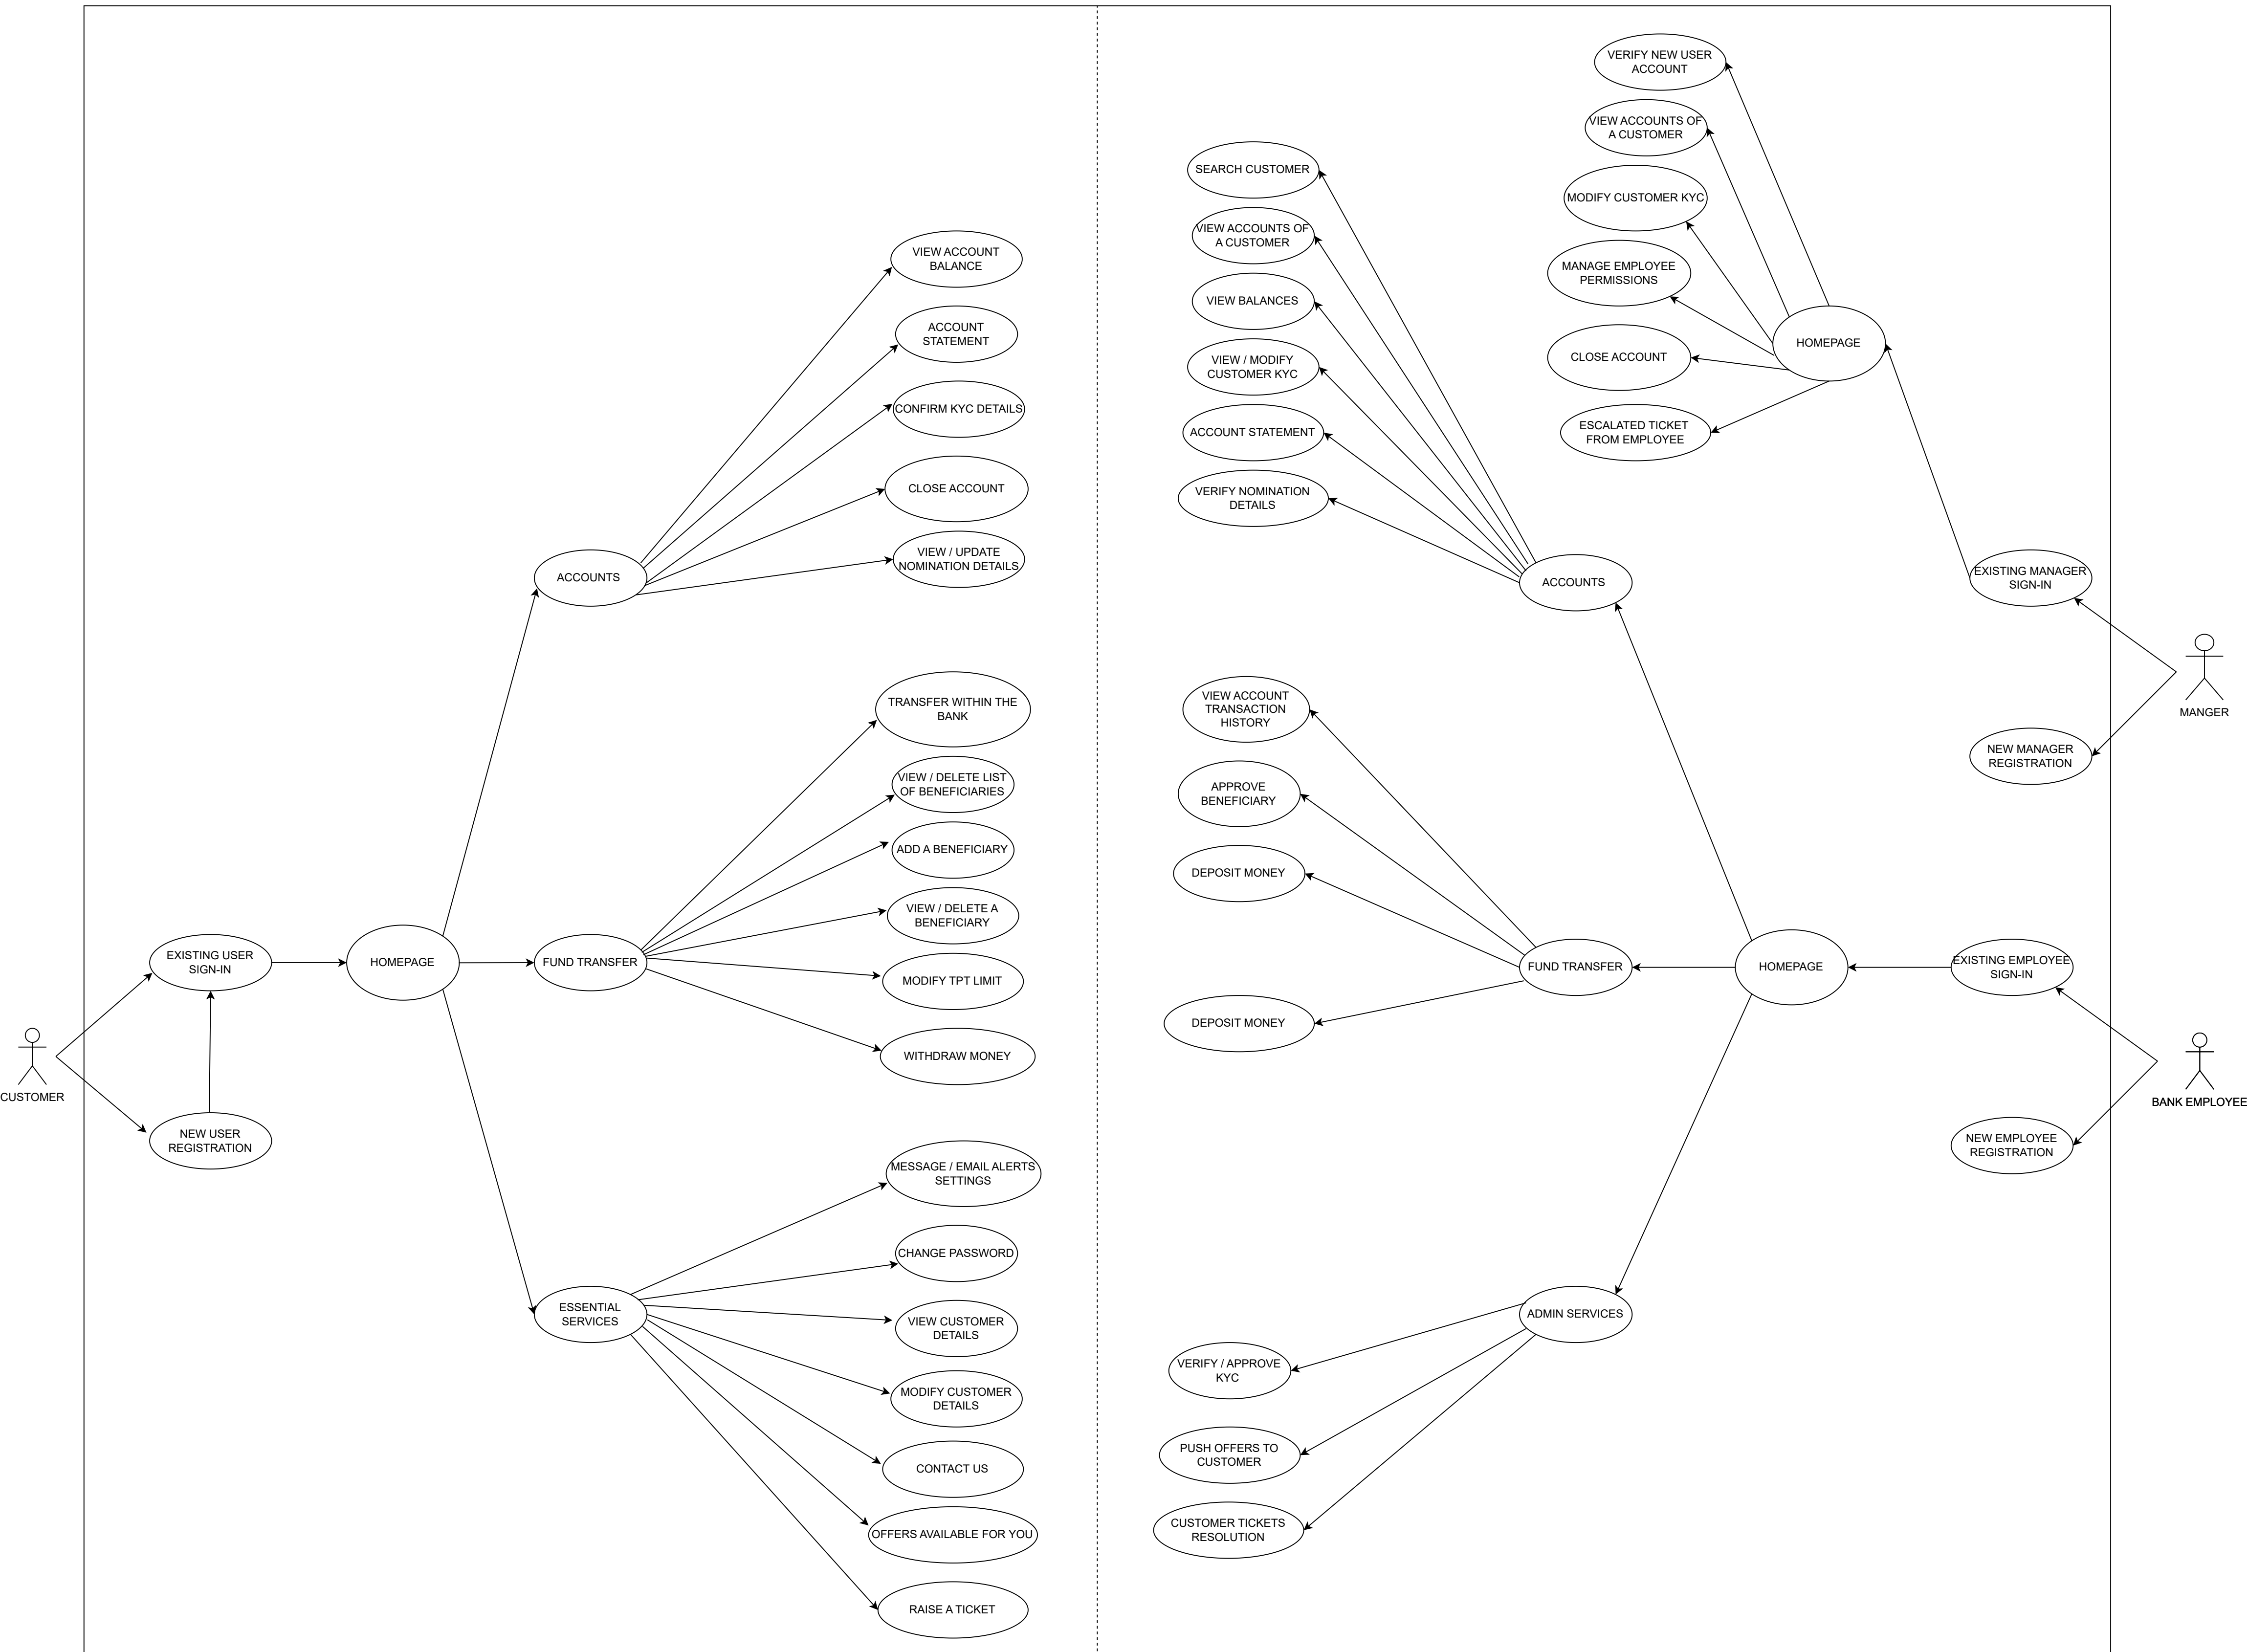 VIEW ACCOUNT
BALANCE
ACCOUNT
STATEMENT
CONFIRM KYC DETAILS
CLOSE ACCOUNT
VIEW / UPDATE
NOMINATION DETAILS
ACCOUNTS
TRANSFER WITHIN THE
BANK
VIEW / DELETE LIST
OF BENEFICIARIES
ADD A BENEFICIARY
VIEW / DELETE A
BENEFICIARY
MODIFY TPT LIMIT
WITHDRAW MONEY
EXISTING USER
SIGN-IN
HOMEPAGE
FUND TRANSFER
CUSTOMER
NEW USER
REGISTRATION
MESSAGE / EMAIL ALERTS
SETTINGS
CHANGE PASSWORD
VIEW CUSTOMER
DETAILS
MODIFY CUSTOMER
DETAILS
CONTACT US
OFFERS AVAILABLE FOR YOU
RAISE A TICKET
ESSENTIAL
SERVICES
VERIFY NEW USER
ACCOUNT
VIEW ACCOUNTS OF
A CUSTOMER
MODIFY CUSTOMER KYC
MANAGE EMPLOYEE
PERMISSIONS
CLOSE ACCOUNT
ESCALATED TICKET
FROM EMPLOYEE
HOMEPAGE
SEARCH CUSTOMER
VIEW ACCOUNTS OF
A CUSTOMER
VIEW BALANCES
VIEW / MODIFY
CUSTOMER KYC
ACCOUNT STATEMENT
VERIFY NOMINATION
DETAILS
ACCOUNTS
EXISTING MANAGER
SIGN-IN
MANGER
NEW MANAGER
REGISTRATION
VIEW ACCOUNT
TRANSACTION
HISTORY
APPROVE
BENEFICIARY
DEPOSIT MONEY
DEPOSIT MONEY
FUND TRANSFER
HOMEPAGE
EXISTING EMPLOYEE
SIGN-IN
BANK EMPLOYEE
NEW EMPLOYEE
REGISTRATION
ADMIN SERVICES
VERIFY / APPROVE
KYC
PUSH OFFERS TO
CUSTOMER
CUSTOMER TICKETS
RESOLUTION